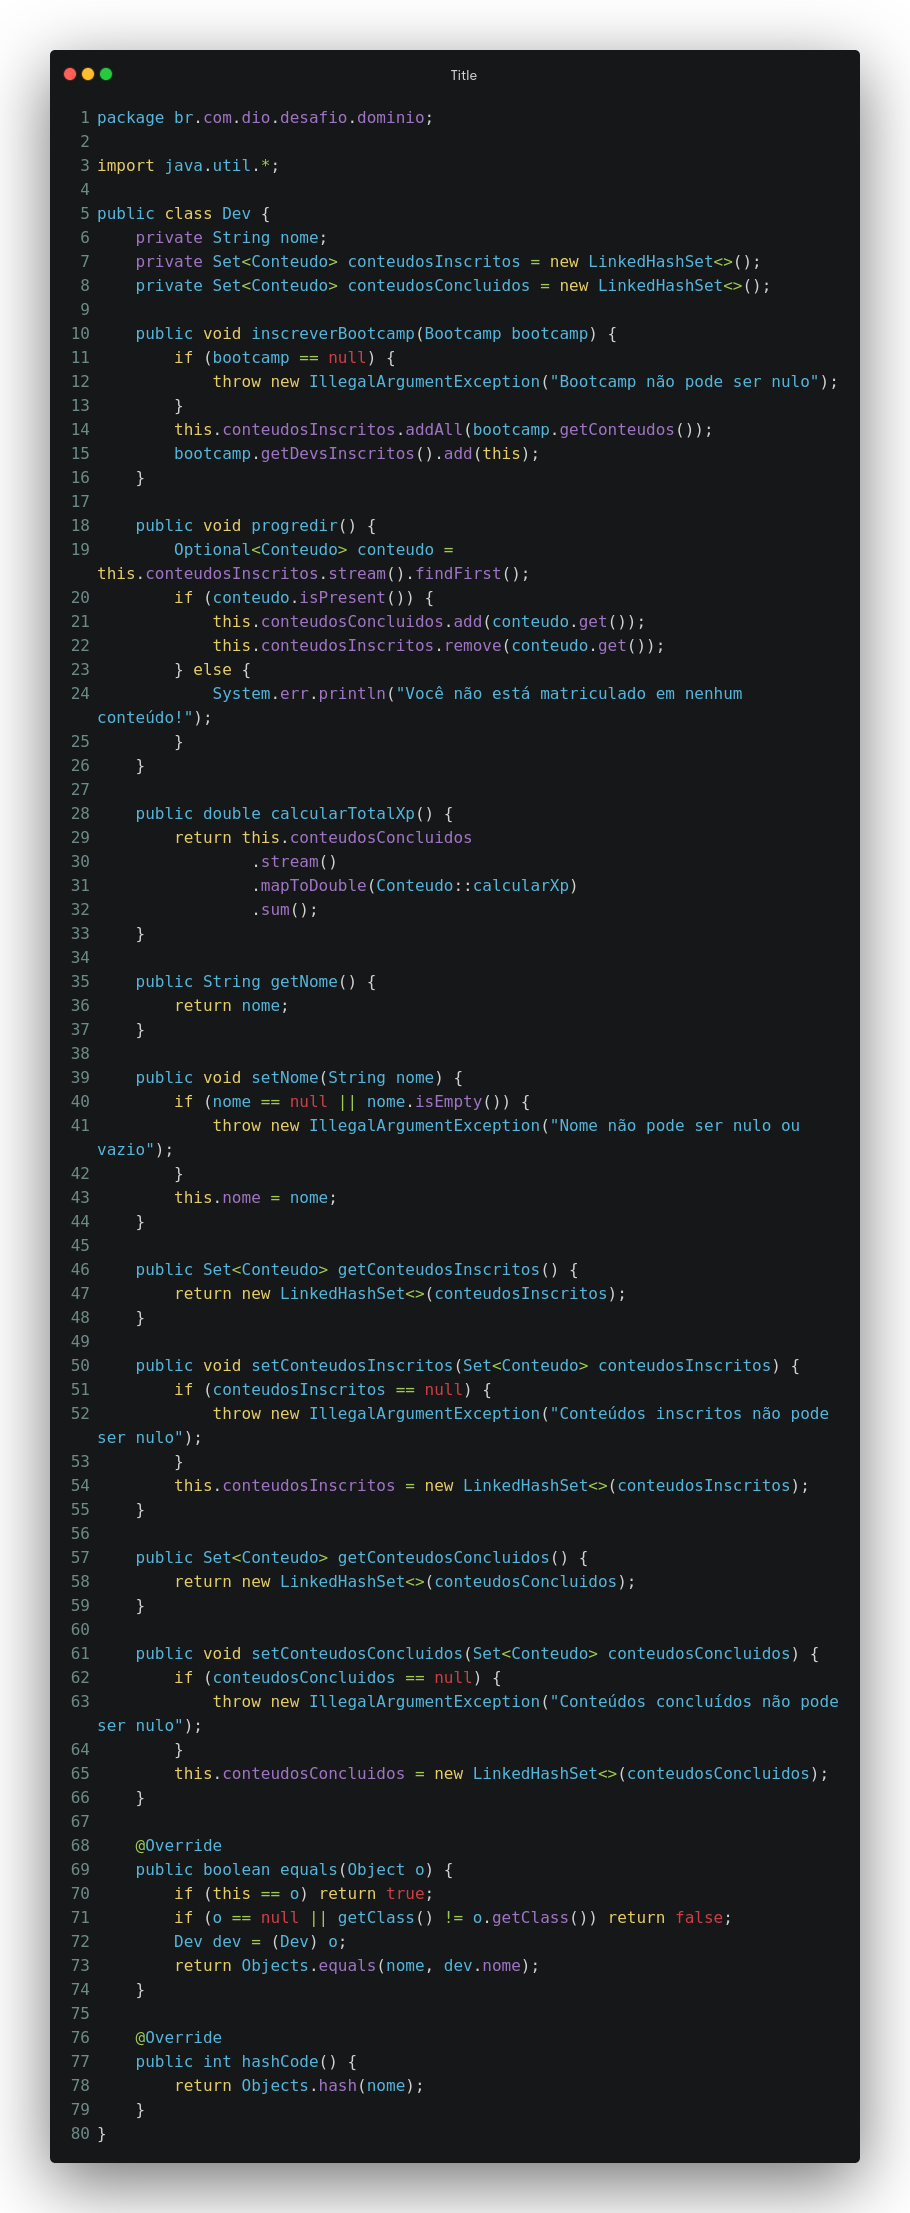 Title
1 package br.com.dio.desafio.dominio;
2
3 import java.util.*;
4
5 public class Dev {
6     private String nome;
7     private Set<Conteudo> conteudosInscritos = new LinkedHashSet<>();
8     private Set<Conteudo> conteudosConcluidos = new LinkedHashSet<>();
9
10     public void inscreverBootcamp(Bootcamp bootcamp) {
11         if (bootcamp == null) {
12             throw new IllegalArgumentException("Bootcamp não pode ser nulo");
13         }
14         this.conteudosInscritos.addAll(bootcamp.getConteudos());
15         bootcamp.getDevsInscritos().add(this);
16     }
17
18     public void progredir() {
19         Optional<Conteudo> conteudo =
this.conteudosInscritos.stream().findFirst();
20         if (conteudo.isPresent()) {
21             this.conteudosConcluidos.add(conteudo.get());
22             this.conteudosInscritos.remove(conteudo.get());
23         } else {
24             System.err.println("Você não está matriculado em nenhum
conteúdo!");
25         }
26     }
27
28     public double calcularTotalXp() {
29         return this.conteudosConcluidos
30                 .stream()
31                 .mapToDouble(Conteudo::calcularXp)
32                 .sum();
33     }
34
35     public String getNome() {
36         return nome;
37     }
38
39     public void setNome(String nome) {
40         if (nome == null || nome.isEmpty()) {
41             throw new IllegalArgumentException("Nome não pode ser nulo ou
vazio");
42         }
43         this.nome = nome;
44     }
45
46     public Set<Conteudo> getConteudosInscritos() {
47         return new LinkedHashSet<>(conteudosInscritos);
48     }
49
50     public void setConteudosInscritos(Set<Conteudo> conteudosInscritos) {
51         if (conteudosInscritos == null) {
52             throw new IllegalArgumentException("Conteúdos inscritos não pode
ser nulo");
53         }
54         this.conteudosInscritos = new LinkedHashSet<>(conteudosInscritos);
55     }
56
57     public Set<Conteudo> getConteudosConcluidos() {
58         return new LinkedHashSet<>(conteudosConcluidos);
59     }
60
61     public void setConteudosConcluidos(Set<Conteudo> conteudosConcluidos) {
62         if (conteudosConcluidos == null) {
63             throw new IllegalArgumentException("Conteúdos concluídos não pode
ser nulo");
64         }
65         this.conteudosConcluidos = new LinkedHashSet<>(conteudosConcluidos);
66     }
67
68     @Override
69     public boolean equals(Object o) {
70         if (this == o) return true;
71         if (o == null || getClass() != o.getClass()) return false;
72         Dev dev = (Dev) o;
73         return Objects.equals(nome, dev.nome);
74     }
75
76     @Override
77     public int hashCode() {
78         return Objects.hash(nome);
79     }
80 }